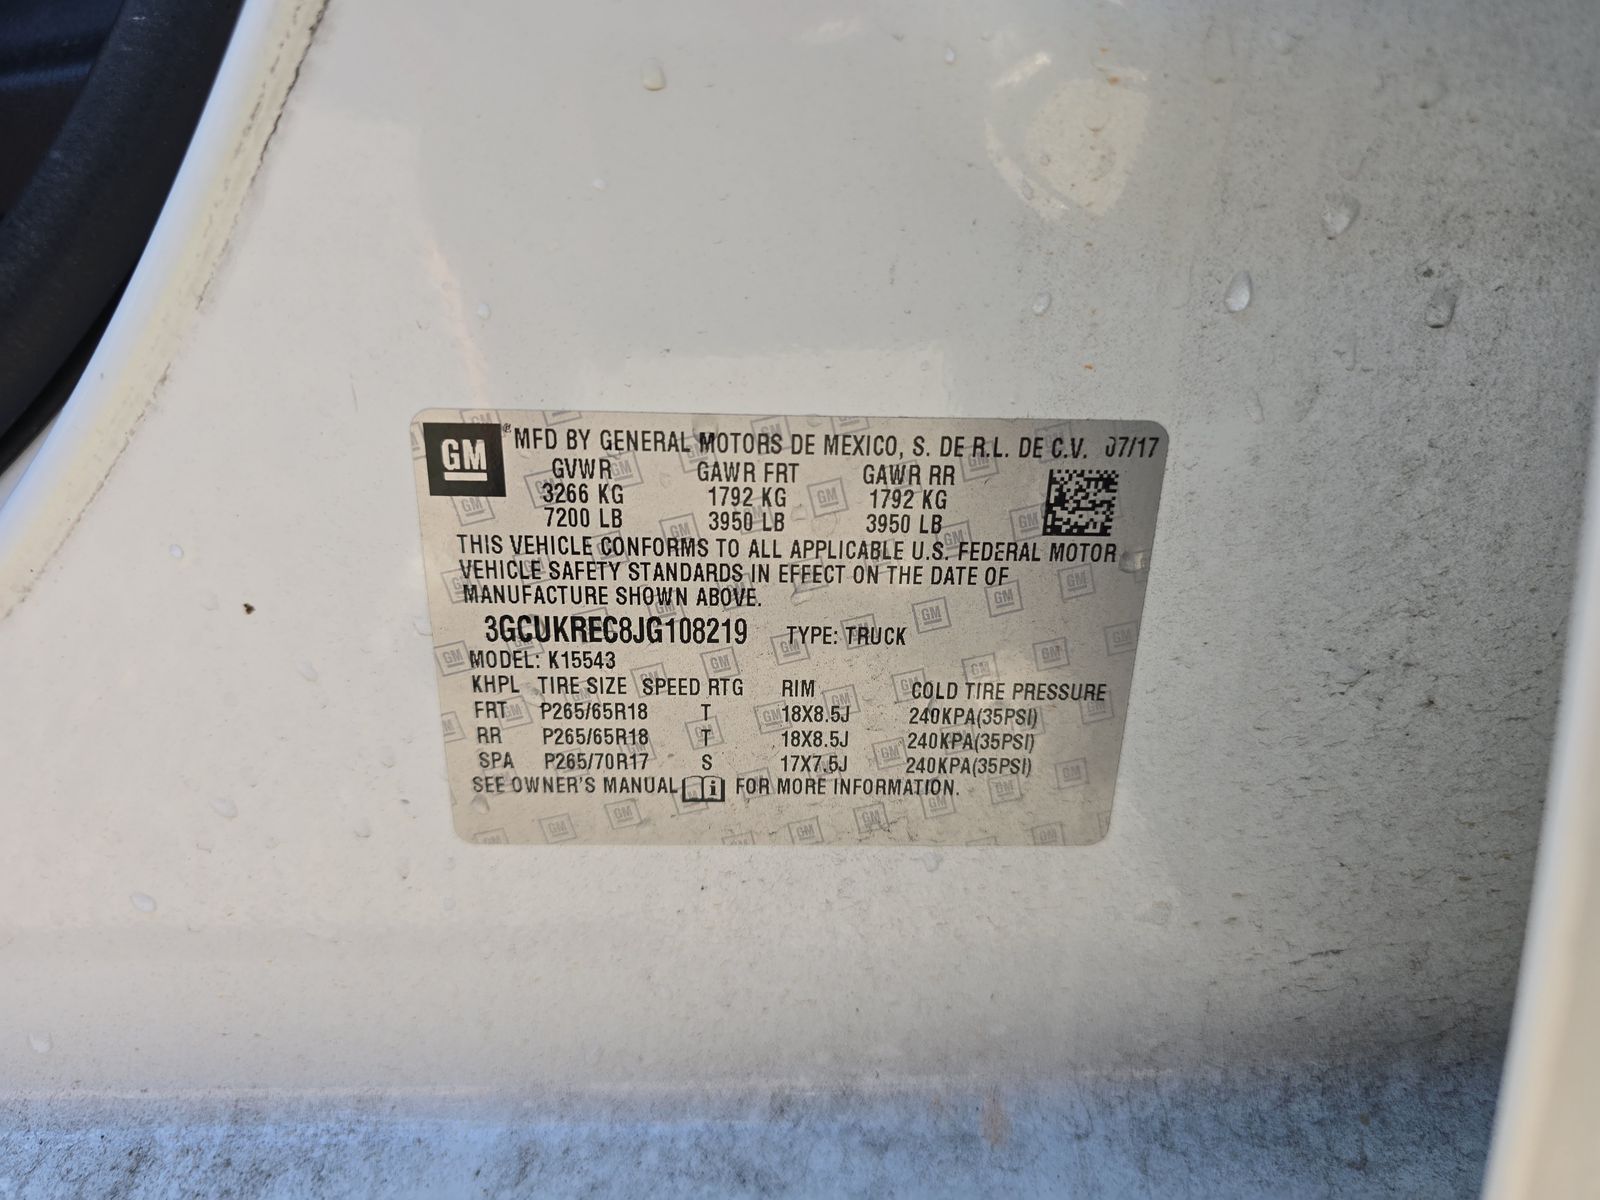 GM
® MFD BY GENERAL MOTORS DE MEXICO, S. DE R.L. DE C.V. 07/17
GVWR GAWR FRT GAWR RR
3266 KG 1792 KG 1792 KG
7200 LB 3950 LB 3950 LB
THIS VEHICLE CONFORMS TO ALL APPLICABLE U.S. FEDERAL MOTOR
VEHICLE SAFETY STANDARDS IN EFFECT ON THE DATE OF
MANUFACTURE SHOWN ABOVE.
3GCUKREC8JG108219 TYPE: TRUCK
MODEL: K15543
KHPL TIRE SIZE SPEED RTG RIM COLD TIRE PRESSURE
FRT P265/65R18 T 18X8.5J 240KPA(35PSI)
RR P265/65R18 T 18X8.5J 240KPA(35PSI)
SPA P265/70R17 S 17X7.5J 240KPA(35PSI)
SEE OWNER'S MANUAL i FOR MORE INFORMATION.